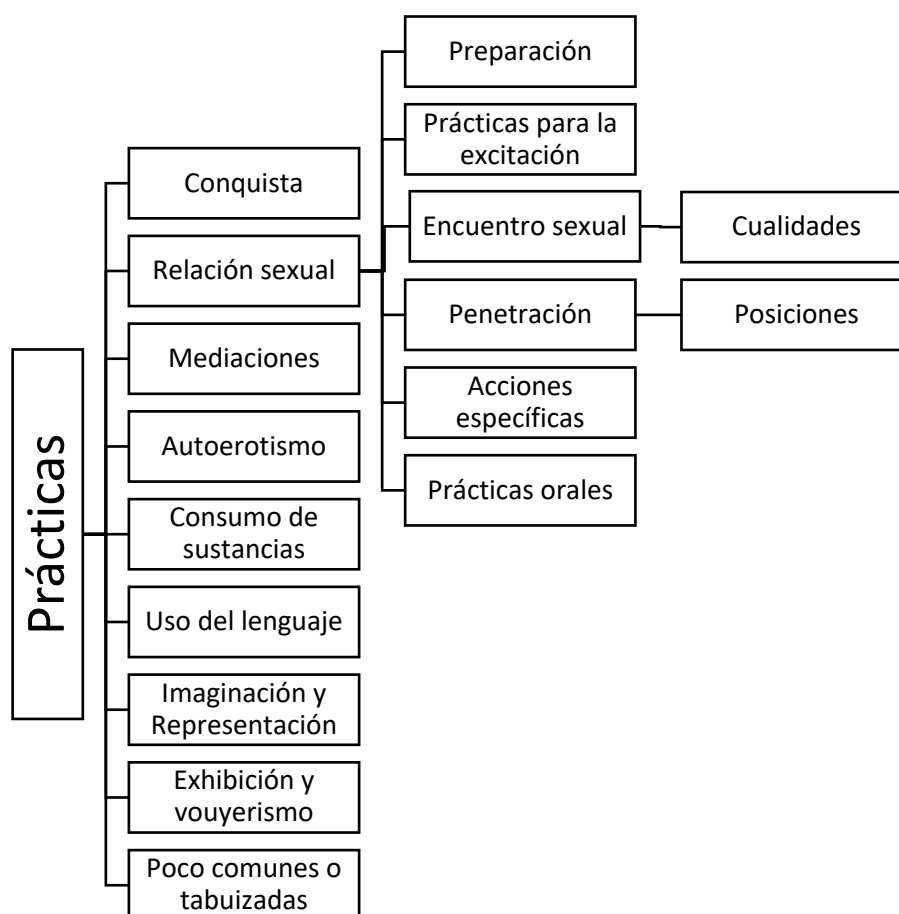 Prácticas
Conquista
Relación sexual
Mediaciones
Autoerotismo
Consumo de
sustancias
Uso del lenguaje
Imaginación y
Representación
Exhibición y
vouyerismo
Poco comunes o
tabuizadas
Preparación
Prácticas para la
excitación
Encuentro sexual
Penetración
Acciones
específicas
Prácticas orales
Cualidades
Posiciones